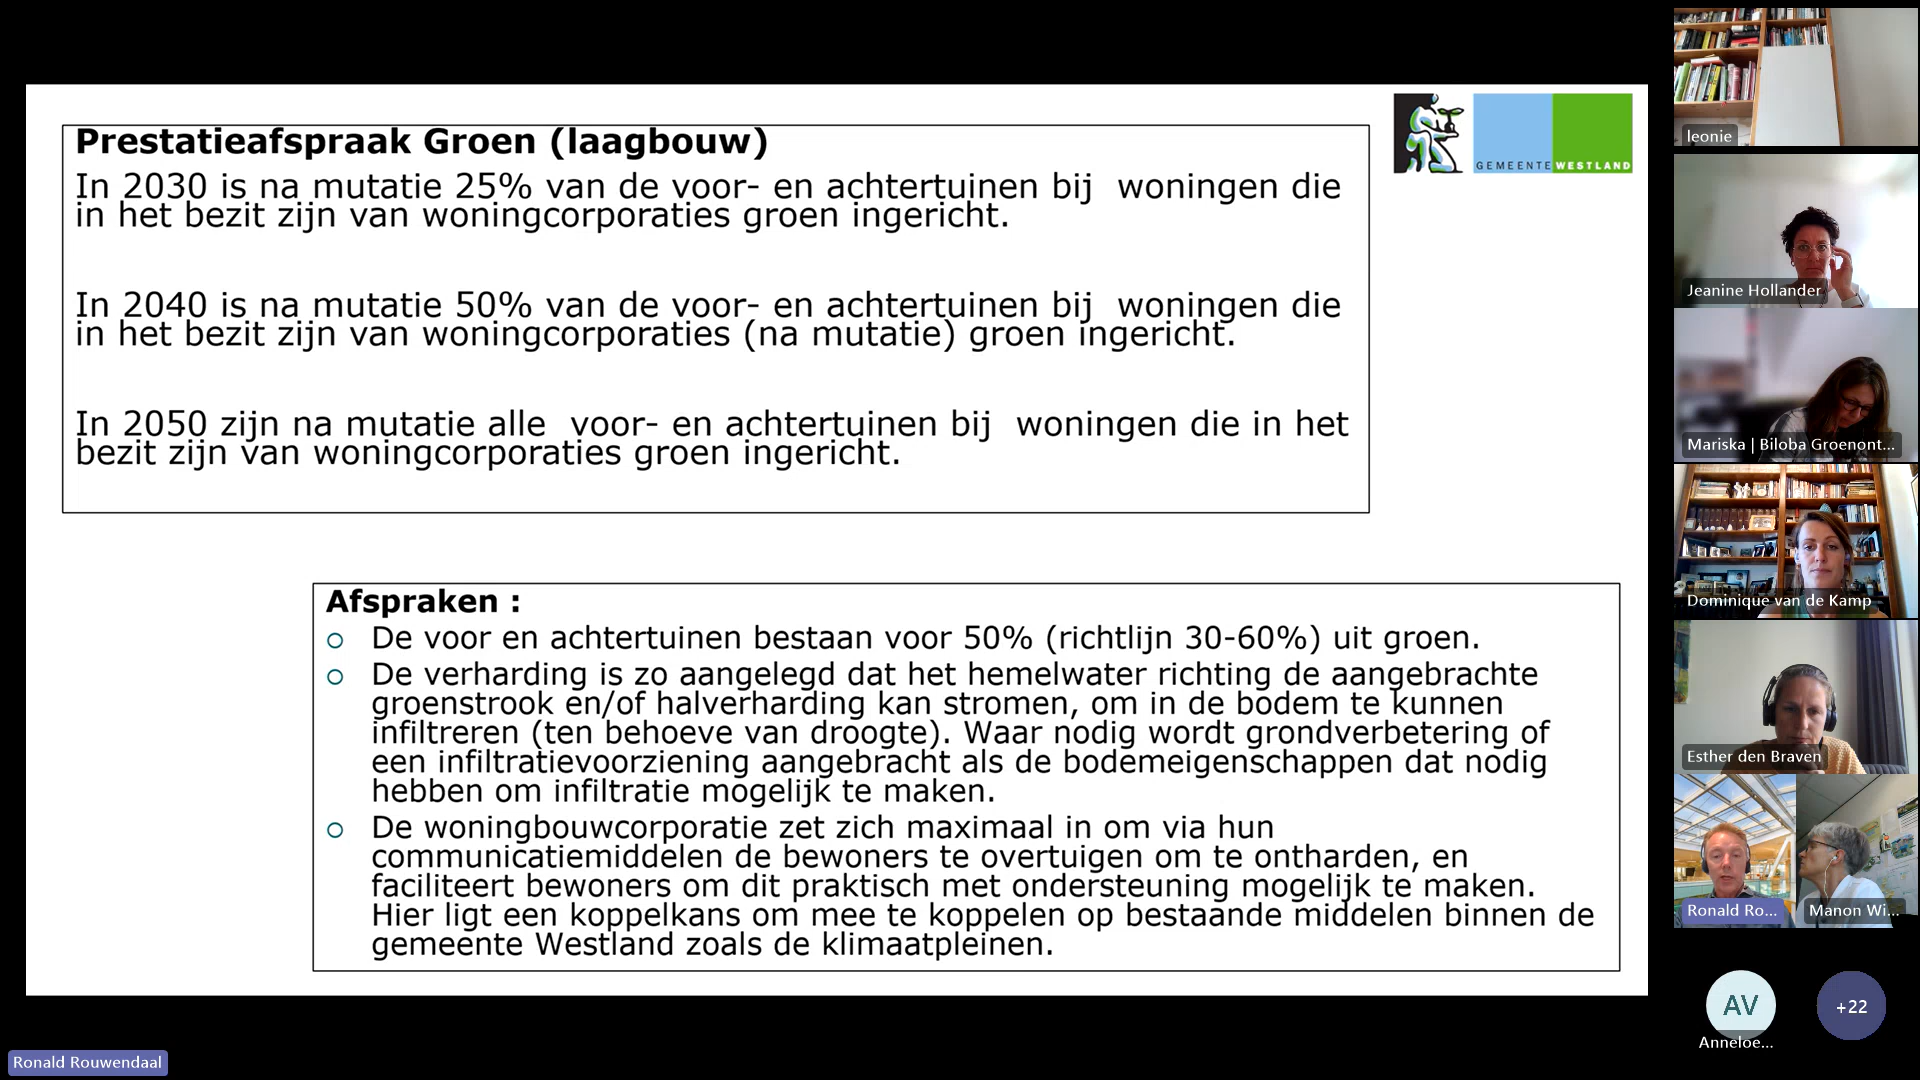 Prestatieafspraak Groen (laagbouw)
In 2030 is na mutatie 25% van de voor- en achtertuinen bij  woningen die
in het bezit zijn van woningcorporaties groen ingericht.
In 2040 is na mutatie 50% van de voor- en achtertuinen bij  woningen die
in het bezit zijn van woningcorporaties (na mutatie) groen ingericht.
In 2050 zijn na mutatie alle  voor- en achtertuinen bij  woningen die in het
bezit zijn van woningcorporaties groen ingericht.
GEMEENTE WESTLAND
Afspraken :
De voor en achtertuinen bestaan voor 50% (richtlijn 30-60%) uit groen.
De verharding is zo aangelegd dat het hemelwater richting de aangebrachte
groenstrook en/of halverharding kan stromen, om in de bodem te kunnen
infiltreren (ten behoeve van droogte). Waar nodig wordt grondverbetering of
een infiltratievoorziening aangebracht als de bodemeigenschappen dat nodig
hebben om infiltratie mogelijk te maken.
De woningbouwcorporatie zet zich maximaal in om via hun
communicatiemiddelen de bewoners te overtuigen om te ontharden, en
faciliteert bewoners om dit praktisch met ondersteuning mogelijk te maken.
Hier ligt een koppelkans om mee te koppelen op bestaande middelen binnen de
gemeente Westland zoals de klimaatpleinen.
leonie
Jeanine Hollander
Mariska | Biloba Groenont...
Dominique van de Kamp
Esther den Braven
Ronald Ro...
Manon Wi...
AV
+22
Anneloe...
Ronald Rouwendaal